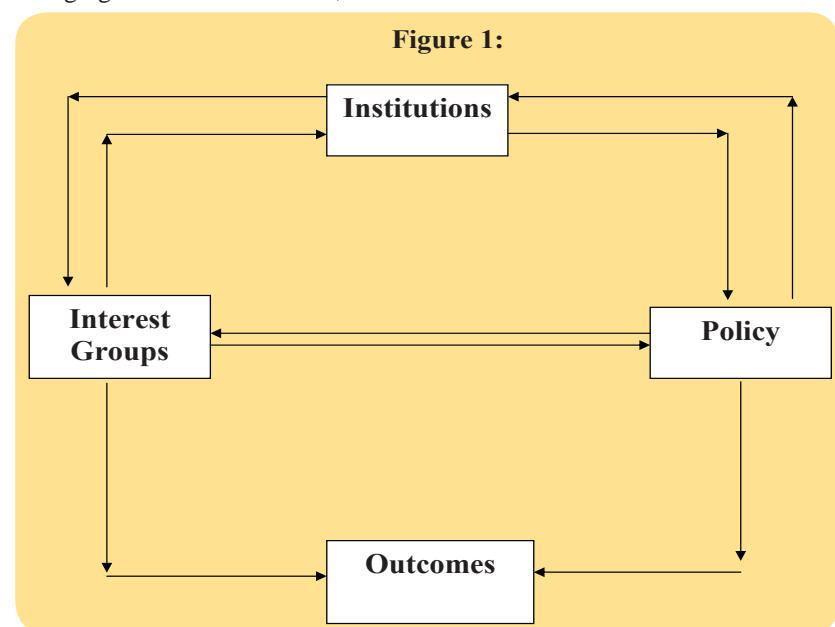 Figure 1:
Institutions
Interest
Groups
Policy
Outcomes